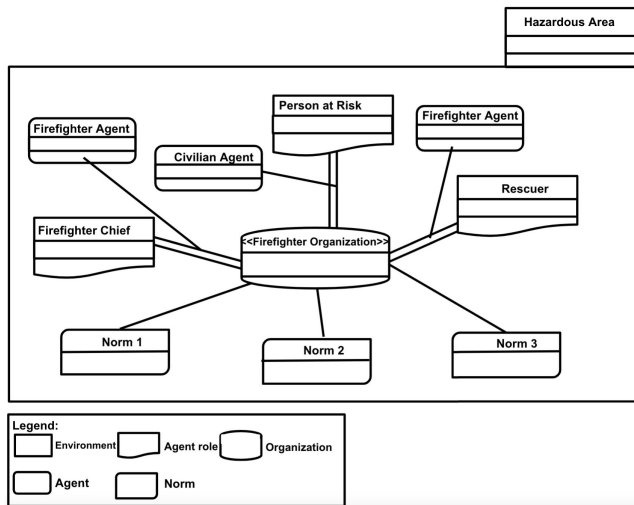 Hazardous Area
Person at Risk
Firefighter Agent
Firefighter Agent
Civilian Agent
Rescuer
Firefighter Chief
<<Firefighter Organization>>
Norm 1
Norm 2
Norm 3
Legend:
Environment
Agent role
Organization
Agent
Norm